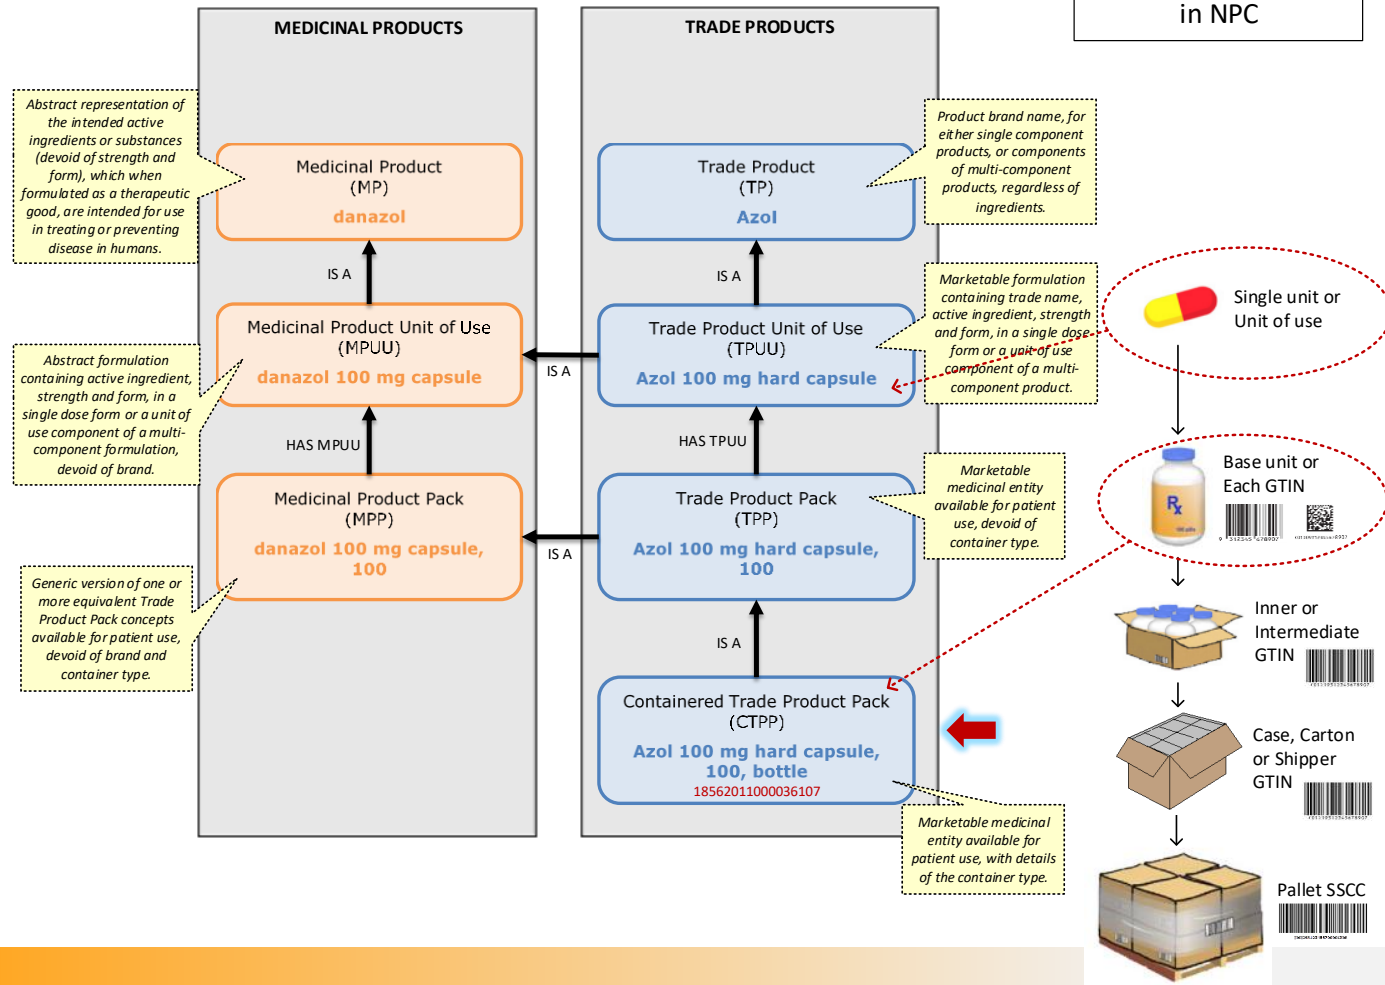 in NPC
MEDICINAL PRODUCTS
TRADE PRODUCTS
Abstract representation of
the intended active
ingredients or substances
(devoid of strength and
form), which when
formulated as a therapeutic
good, are intended for use
in treating or preventing
disease in humans.
Medicinal Product
(MP)
danazol
Trade Product
(TP)
Azol
Product brand name, for
either single component
products, or components
of multi-component
products, regardless of
ingredients.
IS A
IS A
Marketable formulation
containing trade name,
active ingredient, strength
and form, in a single dose
form or a unit of use
component of a multi-
component product.
Single unit or
Unit of use
Abstract formulation
containing active ingredient,
strength and form, in a
single dose form or a unit of
use component of a multi-
component formulation,
devoid of brand.
Medicinal Product Unit of Use
(MPUU)
danazol 100 mg capsule
IS A
Trade Product Unit of Use
(TPUU)
Azol 100 mg hard capsule
HAS MPUU
HAS TPUU
Marketable
medicinal entity
available for patient
use, devoid of
container type.
Base unit or
Each GTIN
Rx
Medicinal Product Pack
(MPP)
danazol 100 mg capsule,
100
IS A
Trade Product Pack
(TPP)
Azol 100 mg hard capsule,
100
Generic version of one or
more equivalent Trade
Product Pack concepts
available for patient use,
devoid of brand and
container type.
Inner or
Intermediate
GTIN
IS A
Containered Trade Product Pack
(CTPP)
Azol 100 mg hard capsule,
100, bottle
18562011000036107
Case, Carton
or Shipper
GTIN
Marketable medicinal
entity available for
patient use, with details
of the container type.
Pallet SSCC